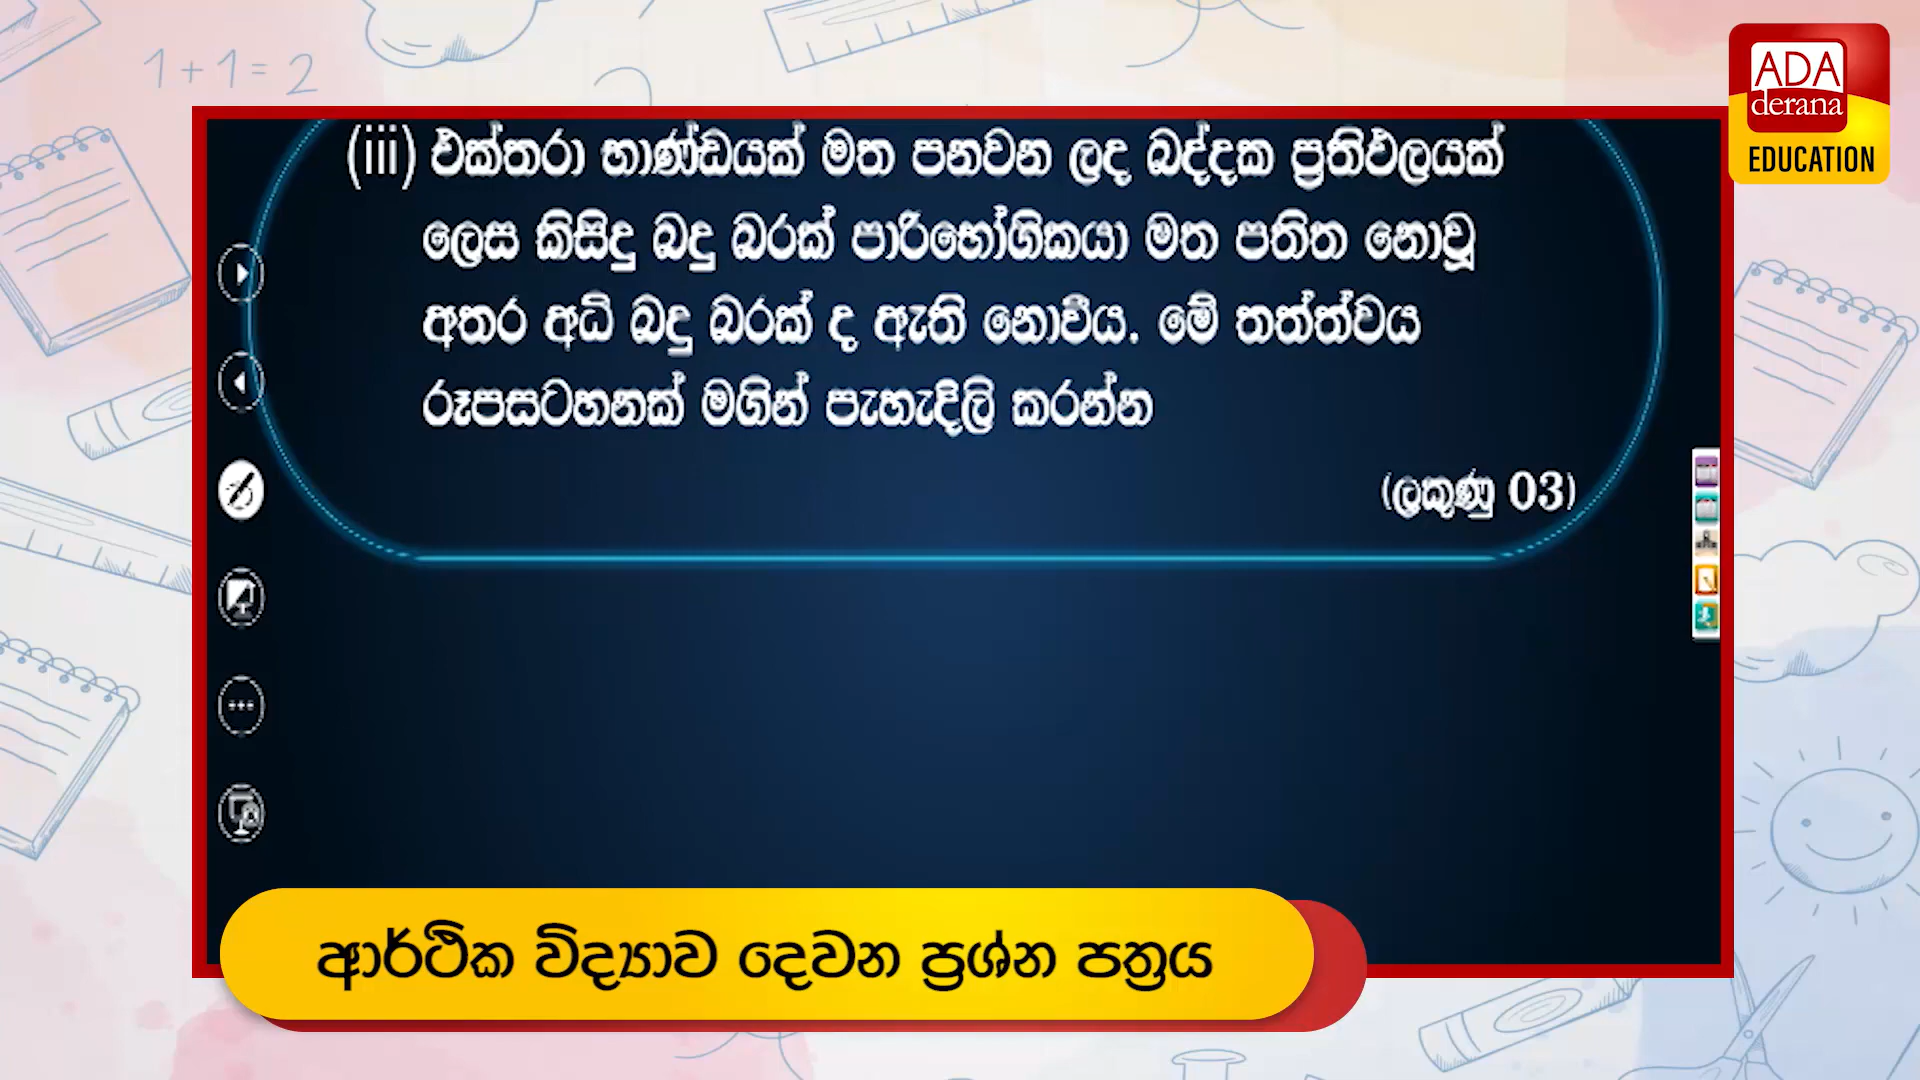 1+1=2
ADA
derana
EDUCATION
(iii) එක්තරා භාණ්ඩයක් මත පනවන ලද බද්දක ප්‍රතිඵලයක්
ලෙස කිසිදු බදු බරක් පාරිභෝගිකයා මත පතිත නොවූ
අතර අධි බදු බරක් ද ඇති නොවීය. මේ තත්ත්වය
රූපසටහනක් මගින් පැහැදිලි කරන්න
(ලකුණු 03)
ආර්ථික විද්‍යාව දෙවන ප්‍රශ්න පත්‍රය